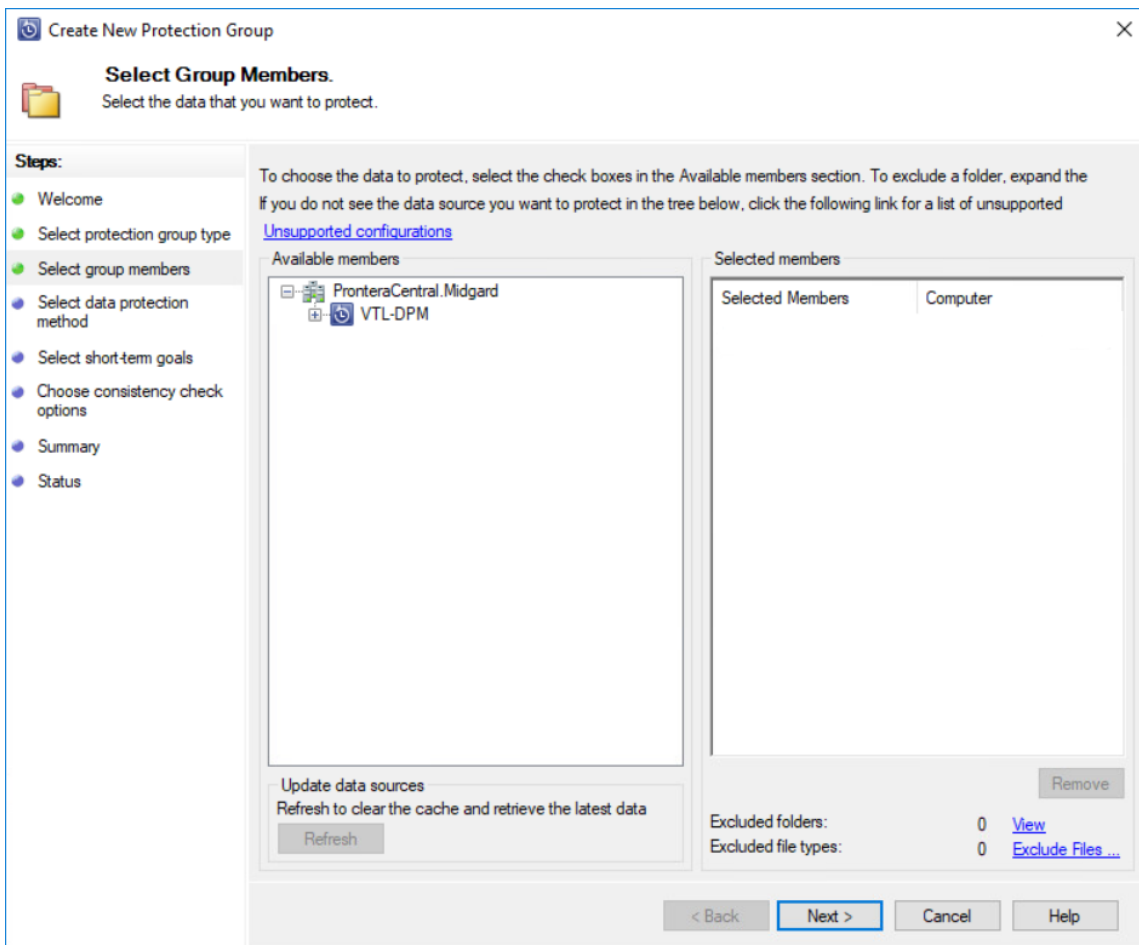 Create New Protection Group
Select Group Members.
Select the data that you want to protect.
Steps:
Welcome
Select protection group type
Select group members
Select data protection
method
Select short-term goals
Choose consistency check
options
Summary
Status
To choose the data to protect, select the check boxes in the Available members section. To exclude a folder, expand the
If you do not see the data source you want to protect in the tree below, click the following link for a list of unsupported
Unsupported configurations
Available members
PronteraCentral.Midgard
VTL-DPM
Update data sources
Refresh to clear the cache and retrieve the latest data
Refresh
Selected members
Selected Members Computer
Remove
Excluded folders: 0 View
Excluded file types: 0 Exclude Files ...
< Back Next > Cancel Help